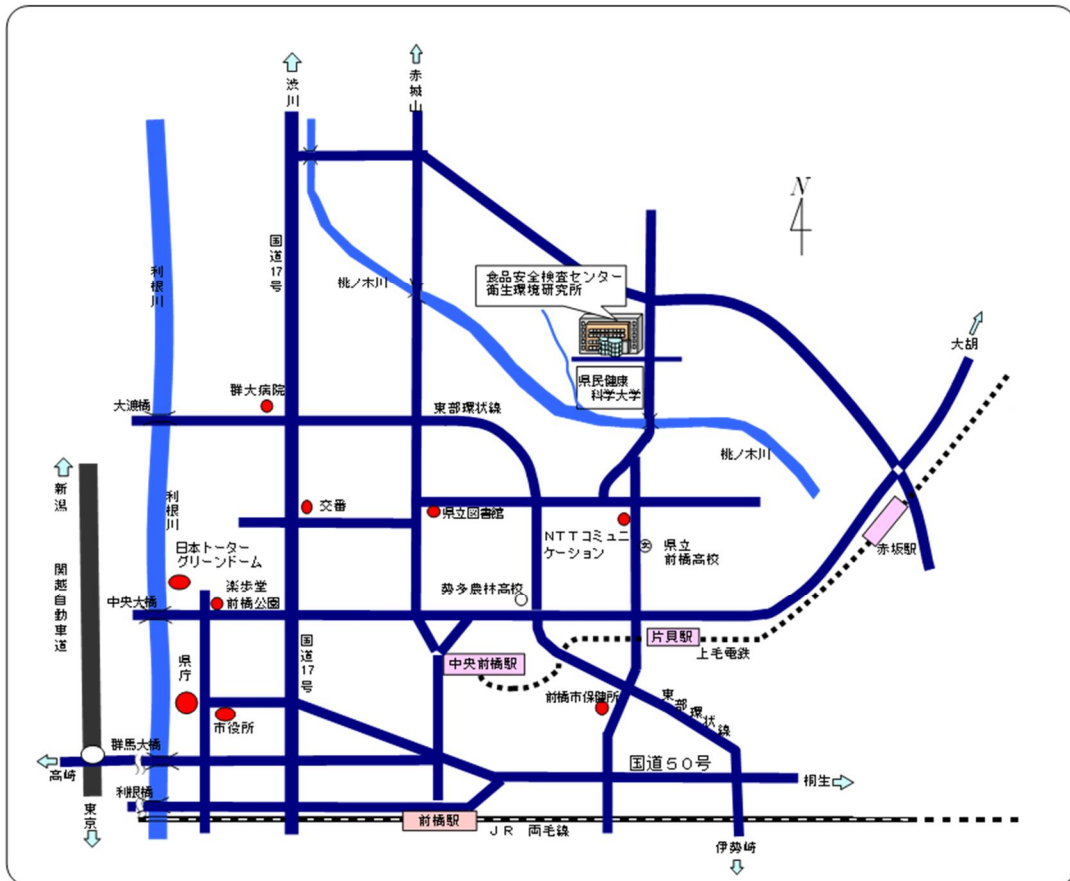 渋川
赤城山
N
国道17号
利根川
桃ノ木川
食品安全検査センター
衛生環境研究所
大胡
県民健康
科学大学
群大病院
大渡橋
東部環状線
桃ノ木川
新潟
利根川
交番
県立図書館
NTTコミュニ
ケーション
県立
前橋高校
赤坂駅
日本トーター
グリーンドーム
関越自動車道
楽歩堂
前橋公園
勢多農林高校
中央大橋
国道17号
片貝駅
上毛電鉄
中央前橋駅
県庁
市役所
前橋市保健所
東部環状線
群馬大橋
高崎
国道50号
桐生
利根橋
東京
前橋駅
JR 両毛線
伊勢崎